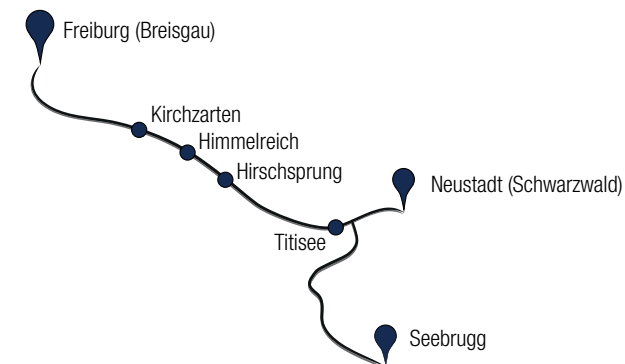 Freiburg (Breisgau)
Kirchzarten
Himmelreich
Hirschsprung
Neustadt (Schwarzwald)
Titisee
Seebrugg